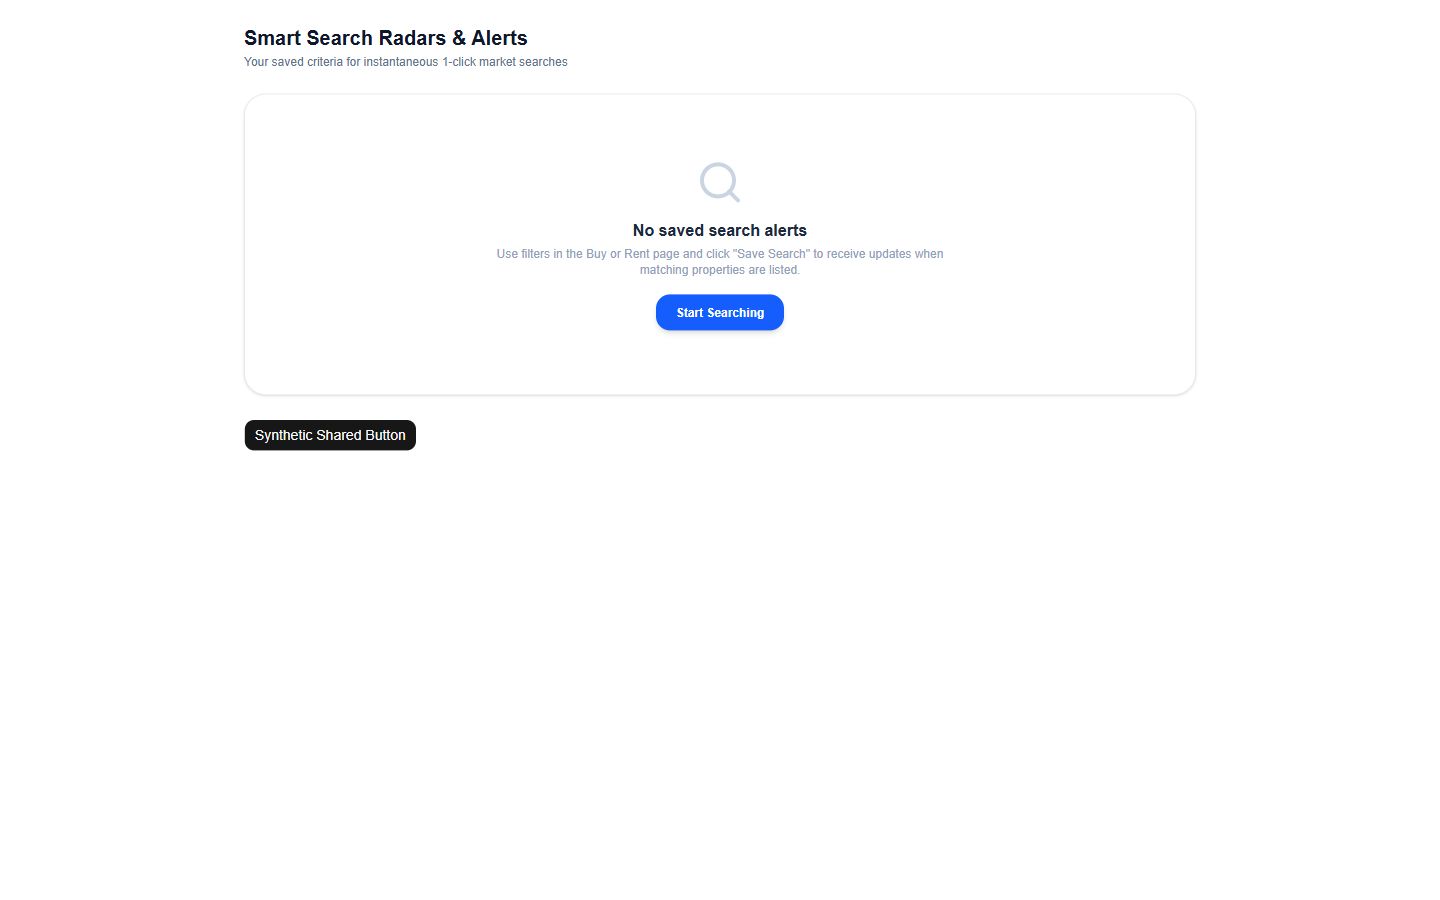 Smart Search Radars & Alerts
Your saved criteria for instantaneous 1-click market searches
No saved search alerts
Use filters in the Buy or Rent page and click "Save Search" to receive updates when
matching properties are listed.
Start Searching
Synthetic Shared Button